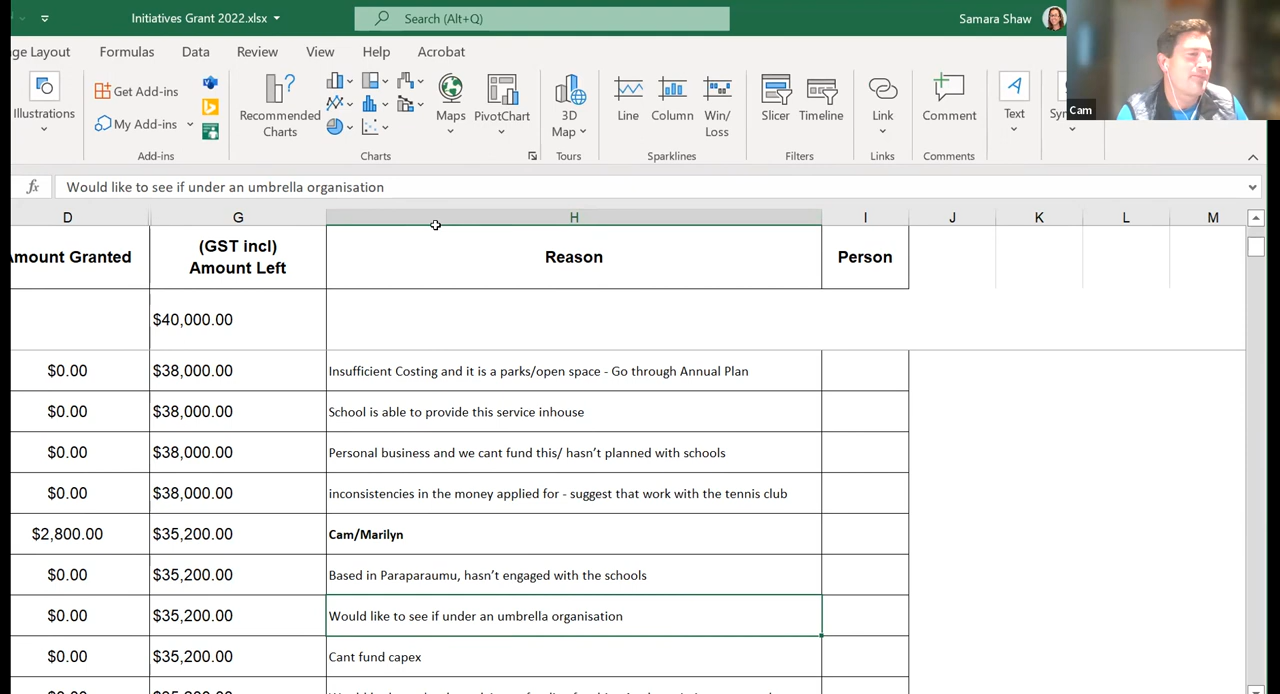 Initiatives Grant 2022.xlsx
Search (Alt+Q)
Samara Shaw
Cam
ge Layout
Formulas
Data
Review
View
Help
Acrobat
Illustrations
Get Add-ins
My Add-ins
Add-ins
Recommended
Charts
Maps
PivotChart
Charts
3D
Map
Tours
Line
Column
Win/
Loss
Sparklines
Slicer
Timeline
Filters
Link
Links
Comment
Comments
Text
fx
Would like to see if under an umbrella organisation
D
G
H
I
J
K
L
M
mount Granted
(GST incl)
Amount Left
Reason
Person
$40,000.00
$0.00
$38,000.00
Insufficient Costing and it is a parks/open space - Go through Annual Plan
$0.00
$38,000.00
School is able to provide this service inhouse
$0.00
$38,000.00
Personal business and we cant fund this/ hasn't planned with schools
$0.00
$38,000.00
inconsistencies in the money applied for - suggest that work with the tennis club
$2,800.00
$35,200.00
Cam/Marilyn
$0.00
$35,200.00
Based in Paraparaumu, hasn't engaged with the schools
$0.00
$35,200.00
Would like to see if under an umbrella organisation
$0.00
$35,200.00
Cant fund capex